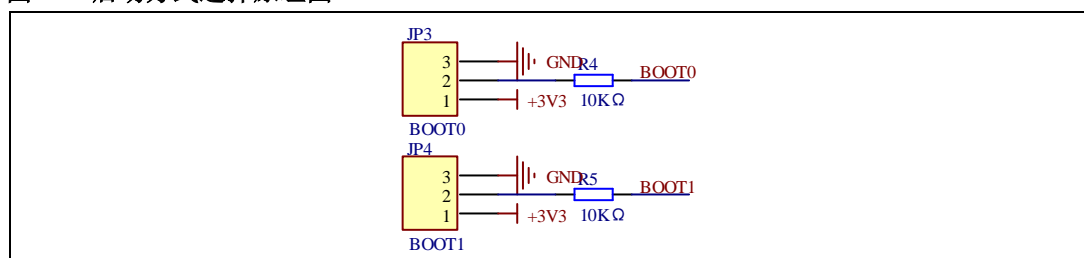 JP3
3
GND
R4
BOOT0
2
1
+3V3
10KΩ
BOOT0
JP4
3
GND
R5
BOOT1
2
1
+3V3
10KΩ
BOOT1